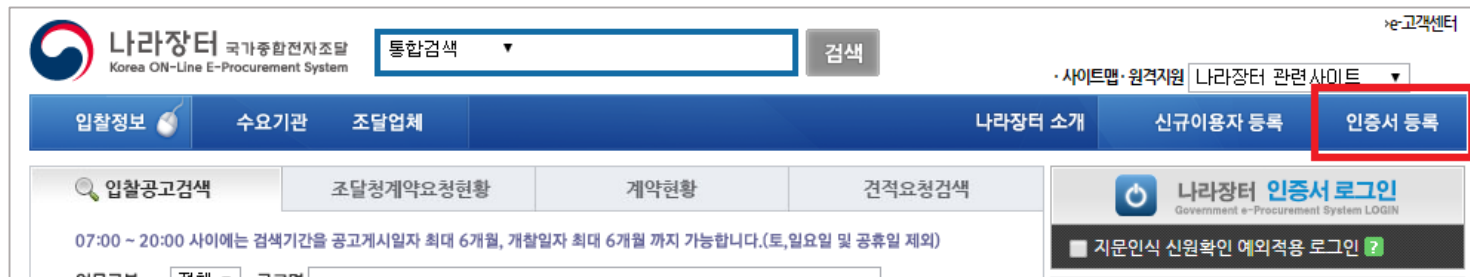 ›e-고객센터
나라장터 국가종합전자조달
Korea ON-Line E-Procurement System
통합검색 ▼
검색
· 사이트맵 · 원격지원 나라장터 관련사이트 ▼
입찰정보 수요기관 조달업체 나라장터 소개 신규이용자 등록 인증서 등록
입찰공고검색 조달청계약요청현황 계약현황 견적요청검색
나라장터 인증서 로그인
Government e-Procurement System LOGIN
07:00 ~ 20:00 사이에는 검색기간을 공고게시일자 최대 6개월, 개찰일자 최대 6개월 까지 가능합니다.(토,일요일 및 공휴일 제외)
지문인식 신원확인 예외적용 로그인 ?